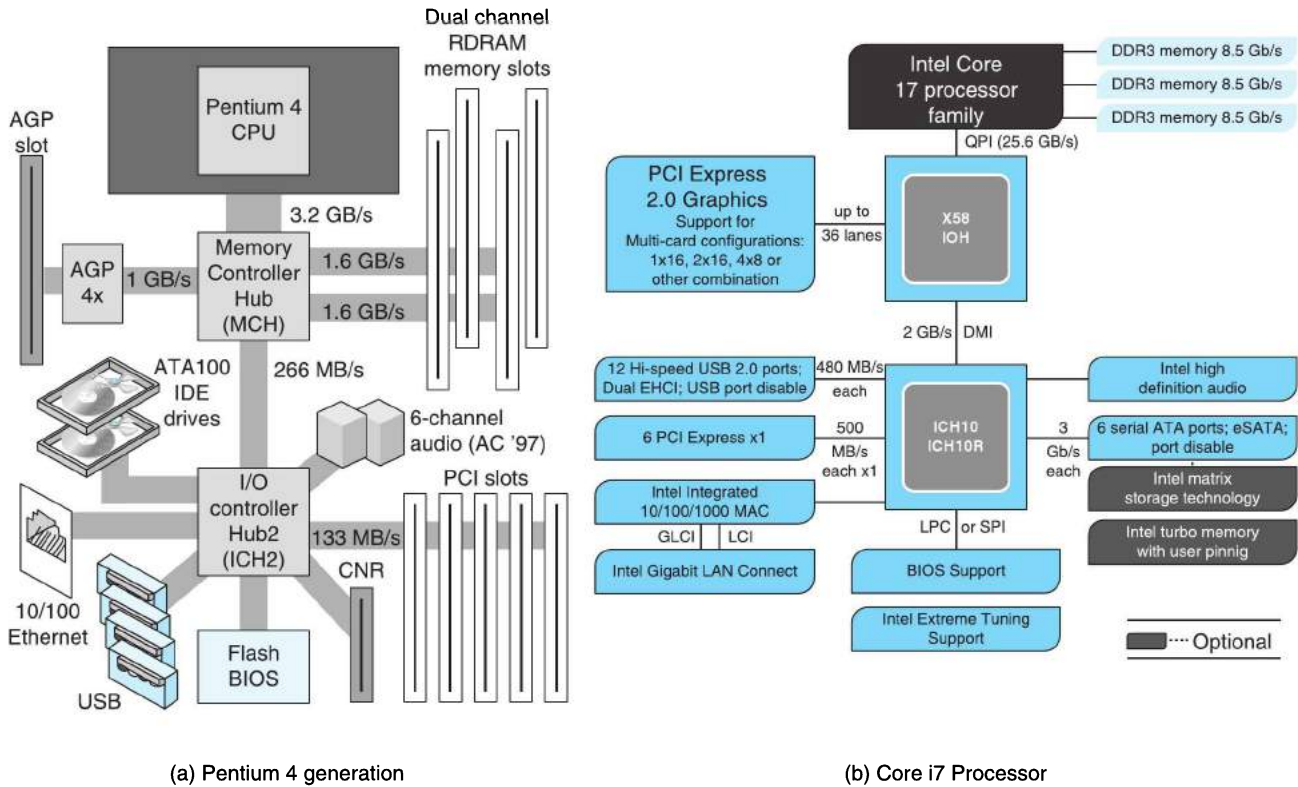 Dual channel
RDRAM
memory slots
Pentium 4
CPU
AGP
slot
3.2 GB/s
Memory
Controller
Hub
(MCH)
1.6 GB/s
1.6 GB/s
AGP
4x
1 GB/s
266 MB/s
ATA100
IDE
drives
6-channel
audio (AC '97)
PCI slots
I/O
controller
Hub2
(ICH2)
133 MB/s
CNR
10/100
Ethernet
USB
Flash
BIOS
(a) Pentium 4 generation
Intel Core
17 processor
family
DDR3 memory 8.5 Gb/s
DDR3 memory 8.5 Gb/s
DDR3 memory 8.5 Gb/s
QPI (25.6 GB/s)
PCI Express
2.0 Graphics
Support for
Multi-card configurations:
1x16, 2x16, 4x8 or
other combination
up to
36 lanes
X58
IOH
2 GB/s DMI
12 Hi-speed USB 2.0 ports;
Dual EHCI; USB port disable
480 MB/s
each
6 PCI Express x1
500
MB/s
each x1
ICH10
ICH10R
Intel high
definition audio
3
Gb/s
each
6 serial ATA ports; eSATA;
port disable
Intel matrix
storage technology
Intel turbo memory
with user pinnig
Intel Integrated
10/100/1000 MAC
GLCI LCI
Intel Gigabit LAN Connect
LPC or SPI
BIOS Support
Intel Extreme Tuning
Support
Optional
(b) Core i7 Processor